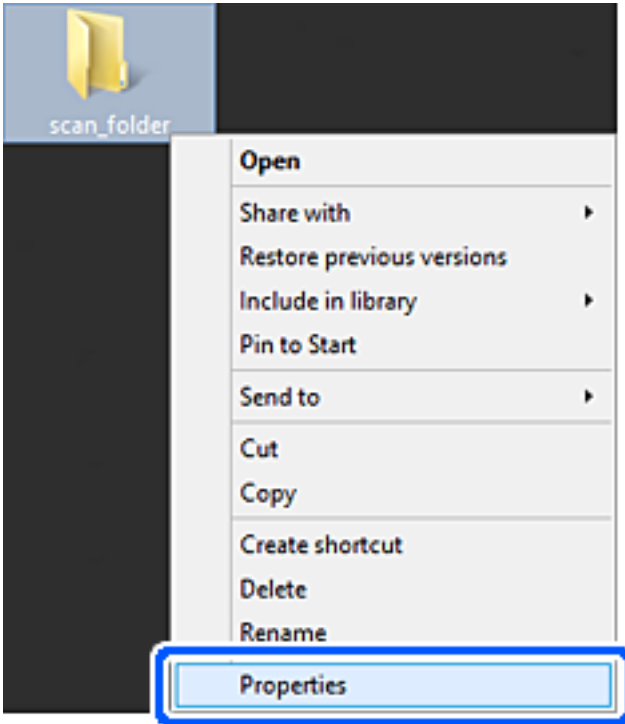 scan_folder
Open
Share with
Restore previous versions
Include in library
Pin to Start
Send to
Cut
Copy
Create shortcut
Delete
Rename
Properties